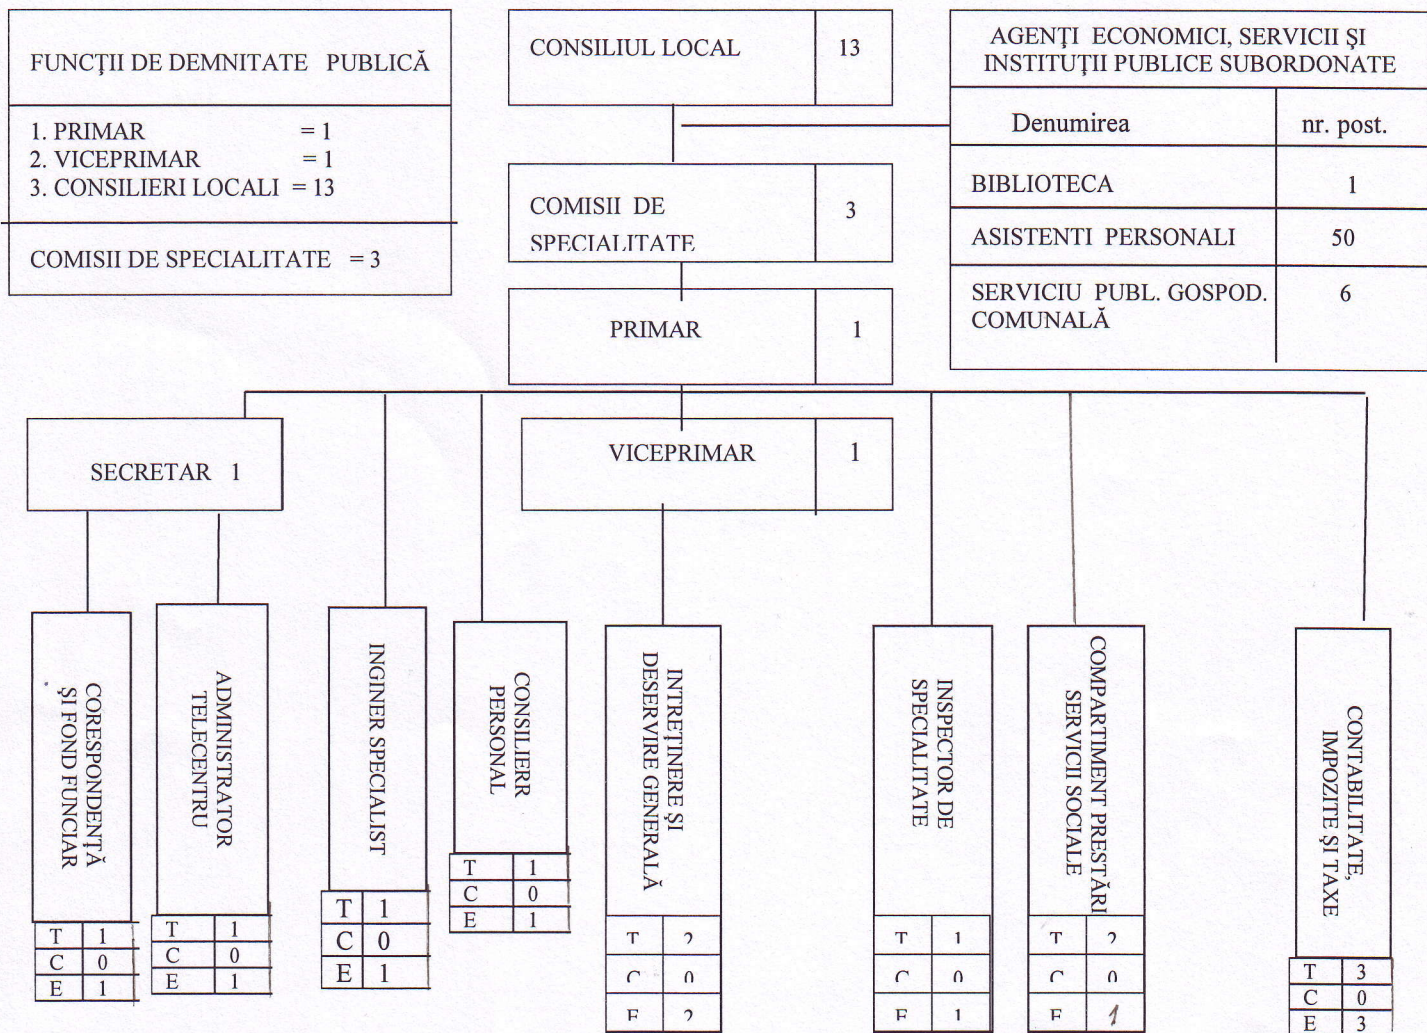 FUNCŢII DE DEMNITATE PUBLICĂ
1. PRIMAR = 1
2. VICEPRIMAR = 1
3. CONSILIERI LOCALI = 13
COMISII DE SPECIALITATE = 3
CONSILIUL LOCAL 13
COMISII DE 3
SPECIALITATE
PRIMAR 1
AGENŢI ECONOMICI, SERVICII ŞI
INSTITUŢII PUBLICE SUBORDONATE
Denumirea nr. post.
BIBLIOTECA 1
ASISTENTI PERSONALI 50
SERVICIU PUBL. GOSPOD. 6
COMUNALĂ
SECRETAR 1
VICEPRIMAR 1
CORESPONDENŢĂ
ŞI FOND FUNCIAR
T 1
C 0
E 1
ADMINISTRATOR
TELECENTRU
T 1
C 0
E 1
INGINER SPECIALIST
T 1
C 0
E 1
CONSILIERR
PERSONAL
T 1
C 0
E 1
INTREŢINERE ŞI
DESERVIRE GENERALĂ
T 2
C 0
E 2
INSPECTOR DE
SPECIALITATE
T 1
C 0
E 1
COMPARTIMENT PRESTĂRI
SERVICII SOCIALE
T 2
C 0
E 1
CONTABILITATE,
IMPOZITE ŞI TAXE
T 3
C 0
E 3